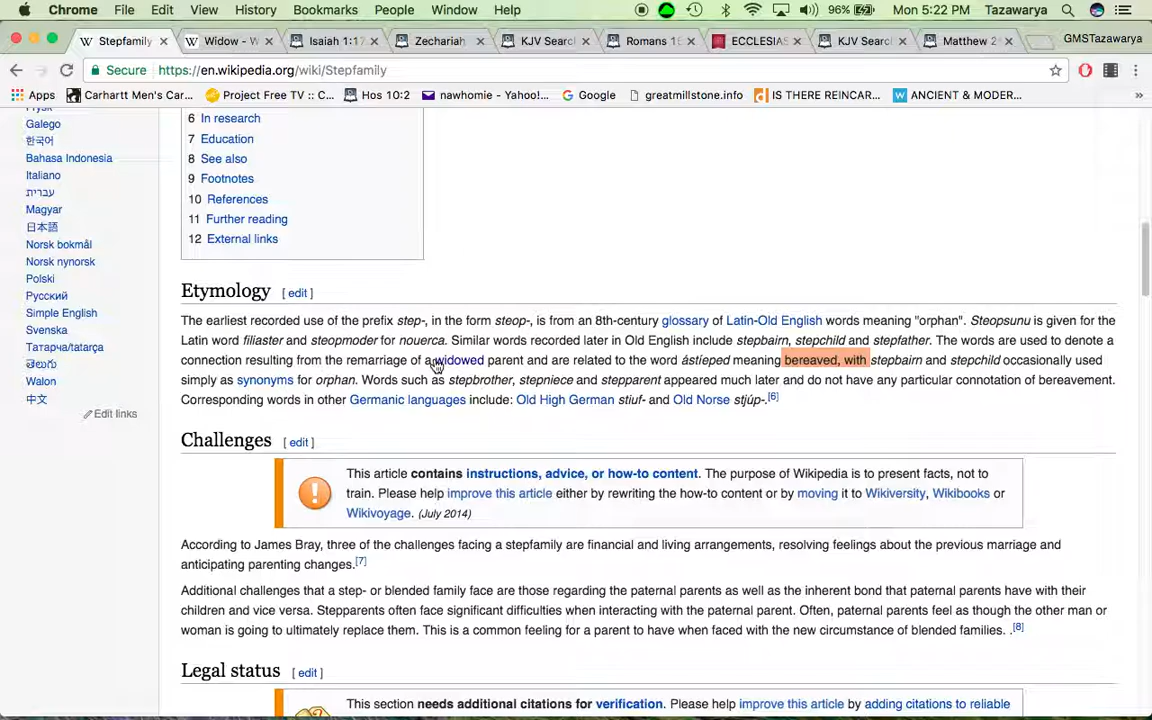 Chrome File Edit View History Bookmarks People Window Help 96% Mon 5:22 PM Tazawarya
Stepfamily Widow - W Isaiah 1:17 Zechariah KJV Searc Romans 16 ECCLESIAS KJV Searc Matthew 2 GMSTazawarya
Secure https://en.wikipedia.org/wiki/Stepfamily
Apps Carhartt Men's Car... Project Free TV :: C... Hos 10:2 nawhomie - Yahoo!... Google greatmillstone.info IS THERE REINCAR... ANCIENT & MODER... »
Galego
한국어
Bahasa Indonesia
Italiano
עברית
Magyar
日本語
Norsk bokmål
Norsk nynorsk
Polski
Русский
Simple English
Svenska
Татарча/tatarça
తెలుగు
Walon
中文
Edit links
6 In research
7 Education
8 See also
9 Footnotes
10 References
11 Further reading
12 External links
Etymology [ edit ]
The earliest recorded use of the prefix step-, in the form steop-, is from an 8th-century glossary of Latin-Old English words meaning "orphan". Steopsunu is given for the
Latin word filiaster and steopmoder for nouerca. Similar words recorded later in Old English include stepbairn, stepchild and stepfather. The words are used to denote a
connection resulting from the remarriage of a widowed parent and are related to the word ástíeped meaning bereaved, with stepbairn and stepchild occasionally used
simply as synonyms for orphan. Words such as stepbrother, stepniece and stepparent appeared much later and do not have any particular connotation of bereavement.
Corresponding words in other Germanic languages include: Old High German stiuf- and Old Norse stjúp-.[6]
Challenges [ edit ]
This article contains instructions, advice, or how-to content. The purpose of Wikipedia is to present facts, not to
train. Please help improve this article either by rewriting the how-to content or by moving it to Wikiversity, Wikibooks or
Wikivoyage. (July 2014)
According to James Bray, three of the challenges facing a stepfamily are financial and living arrangements, resolving feelings about the previous marriage and
anticipating parenting changes.[7]
Additional challenges that a step- or blended family face are those regarding the paternal parents as well as the inherent bond that paternal parents have with their
children and vice versa. Stepparents often face significant difficulties when interacting with the paternal parent. Often, paternal parents feel as though the other man or
woman is going to ultimately replace them. This is a common feeling for a parent to have when faced with the new circumstance of blended families. .[8]
Legal status [ edit ]
This section needs additional citations for verification. Please help improve this article by adding citations to reliable